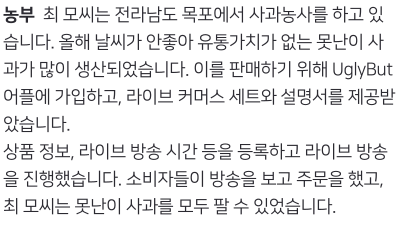 농부 최 모씨는 전라남도 목포에서 사과농사를 하고 있
습니다. 올해 날씨가 안좋아 유통가치가 없는 못난이 사
과가 많이 생산되었습니다. 이를 판매하기 위해 UglyBut
어플에 가입하고, 라이브 커머스 세트와 설명서를 제공받
았습니다.
상품 정보, 라이브 방송 시간 등을 등록하고 라이브 방송
을 진행했습니다. 소비자들이 방송을 보고 주문을 했고,
최 모씨는 못난이 사과를 모두 팔 수 있었습니다.